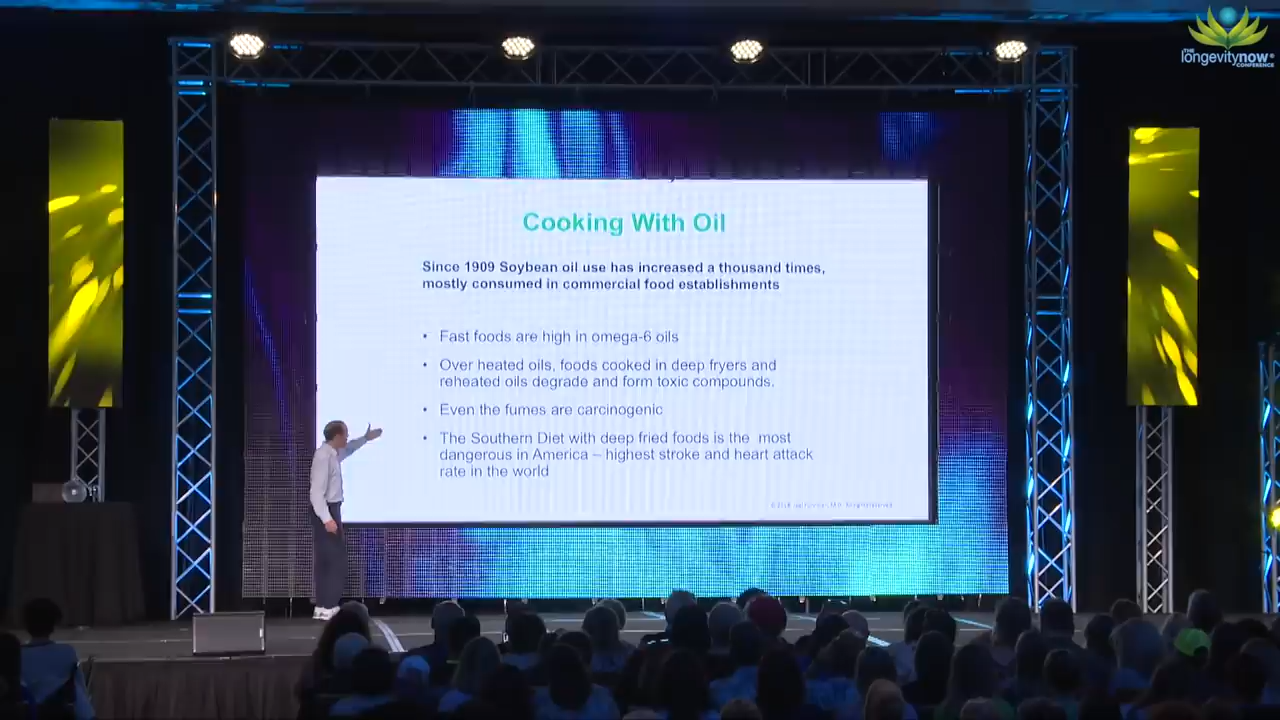 THE
longevitynow®
CONFERENCE
Cooking With Oil
Since 1909 Soybean oil use has increased a thousand times,
mostly consumed in commercial food establishments
• Fast foods are high in omega-6 oils
• Over heated oils, foods cooked in deep fryers and
reheated oils degrade and form toxic compounds.
• Even the fumes are carcinogenic
• The Southern Diet with deep fried foods is the most
dangerous in America – highest stroke and heart attack
rate in the world